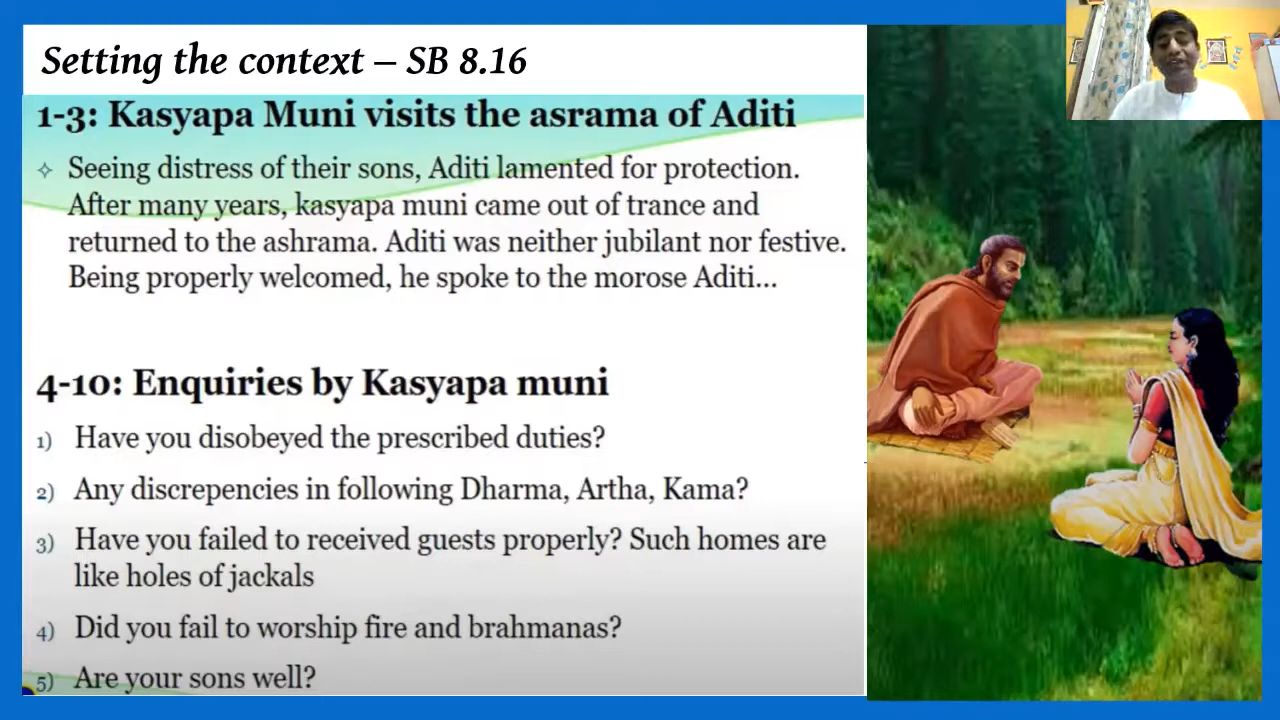 Setting the context – SB 8.16
1-3: Kasyapa Muni visits the asrama of Aditi
Seeing distress of their sons, Aditi lamented for protection.
After many years, kasyapa muni came out of trance and
returned to the ashrama. Aditi was neither jubilant nor festive.
Being properly welcomed, he spoke to the morose Aditi...
4-10: Enquiries by Kasyapa muni
1) Have you disobeyed the prescribed duties?
2) Any discrepencies in following Dharma, Artha, Kama?
3) Have you failed to received guests properly? Such homes are
like holes of jackals
4) Did you fail to worship fire and brahmanas?
5) Are your sons well?